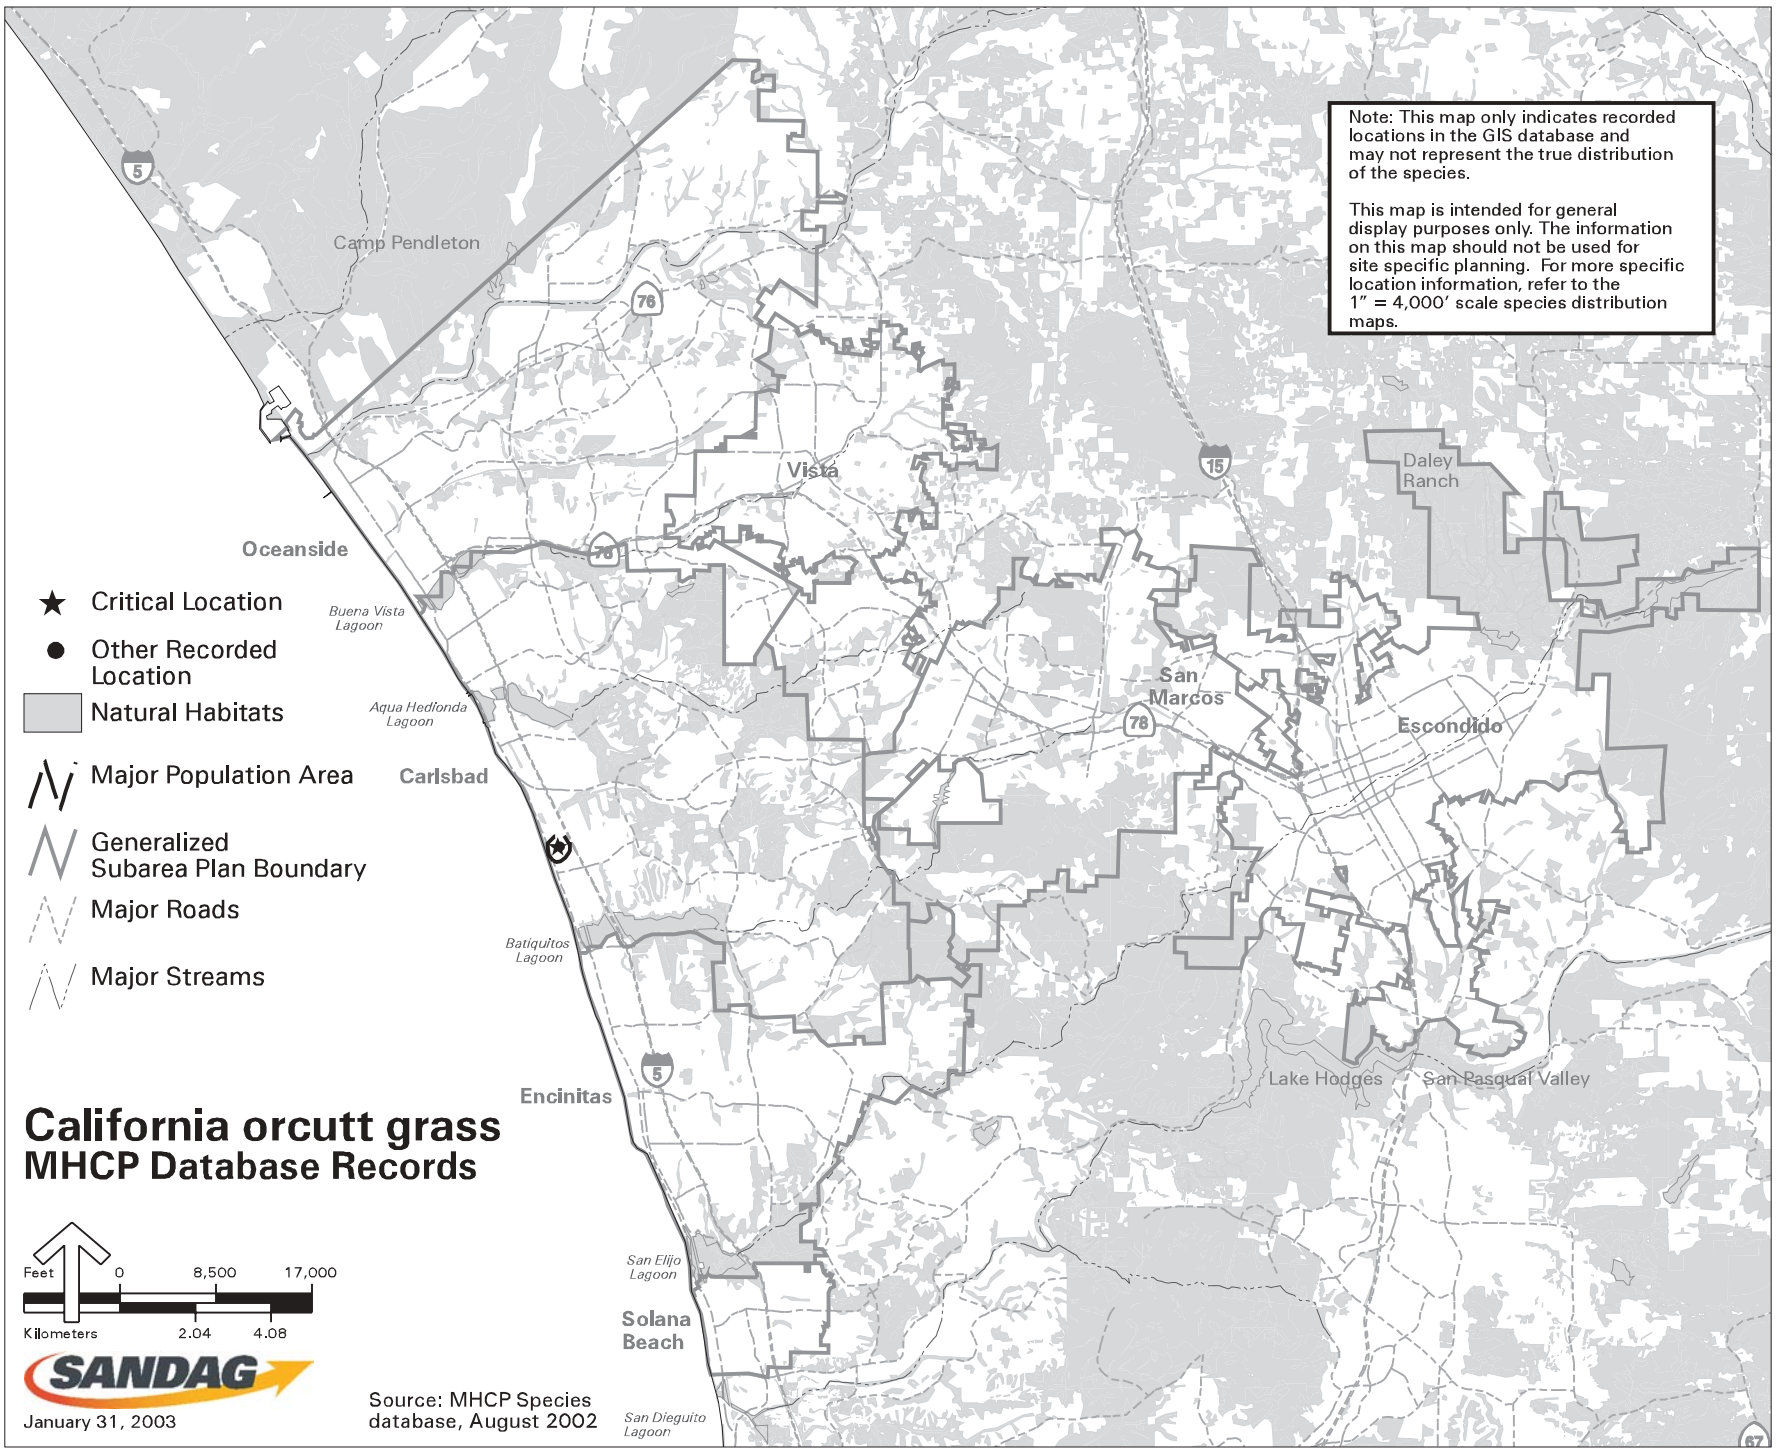 Note: This map only indicates recorded
locations in the GIS database and
may not represent the true distribution
of the species.
This map is intended for general
display purposes only. The information
on this map should not be used for
site specific planning. For more specific
location information, refer to the
1” = 4,000’ scale species distribution
maps.
5
Camp Pendleton
76
Vista
15
Daley
Ranch
Oceanside
78
Critical Location
Buena Vista
Lagoon
Other Recorded
Location
Natural Habitats
Aqua Hedionda
Lagoon
San
Marcos
78
Escondido
Major Population Area
Carlsbad
Generalized
Subarea Plan Boundary
Major Roads
Batiquitos
Lagoon
Major Streams
5
Encinitas
Lake Hodges
San Pasqual Valley
California orcutt grass
MHCP Database Records
Feet 0 8,500 17,000
Kilometers 2.04 4.08
San Elijo
Lagoon
Solana
Beach
SANDAG
January 31, 2003
Source: MHCP Species
database, August 2002
San Dieguito
Lagoon
67